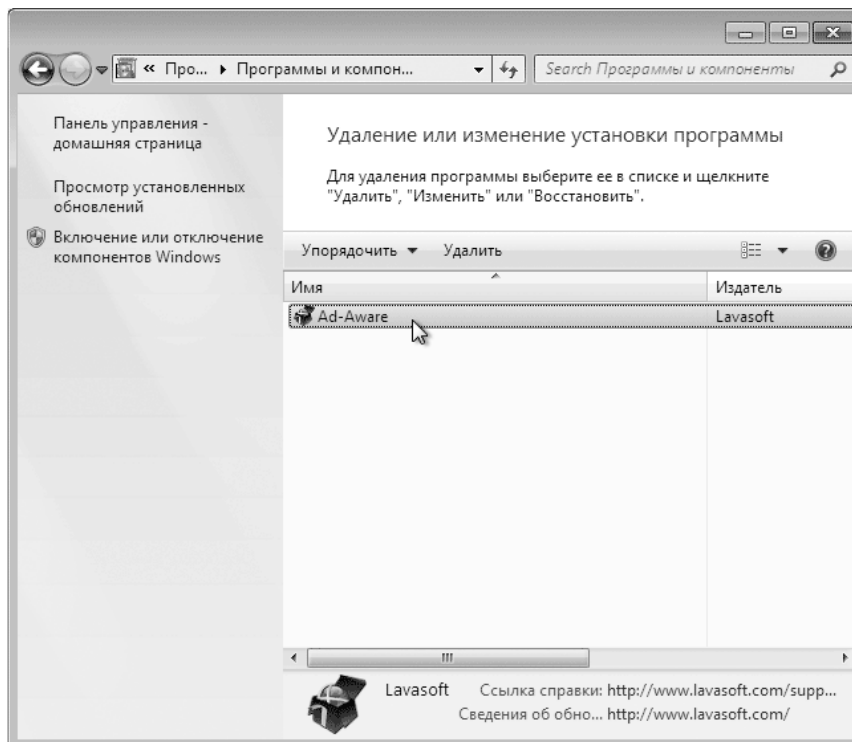 « Про... Программы и компон...
Search Программы и компоненты
Панель управления -
домашняя страница
Просмотр установленных
обновлений
Включение или отключение
компонентов Windows
Удаление или изменение установки программы
Для удаления программы выберите ее в списке и щелкните
"Удалить", "Изменить" или "Восстановить".
Упорядочить Удалить
Имя Издатель
Ad-Aware Lavasoft
Lavasoft Ссылка справки: http://www.lavasoft.com/supp...
Сведения об обно... http://www.lavasoft.com/